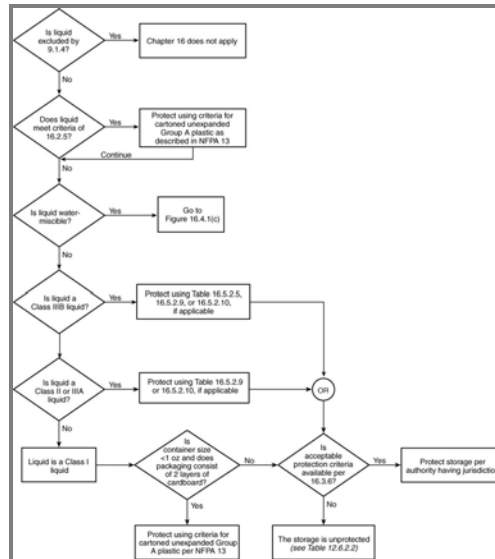 Is liquid
excluded by
9.1.4?
Yes
Chapter 16 does not apply
No
Does liquid
meet criteria of
16.2.5?
Yes
Protect using criteria for
cartoned unexpanded
Group A plastic as
described in NFPA 13
Continue
No
Is liquid water-
miscible?
Yes
Go to
Figure 16.4.1(c)
No
Is liquid a
Class IIIB liquid?
Yes
Protect using Table 16.5.2.5,
16.5.2.9, or 16.5.2.10,
if applicable
Is liquid a
Class II or IIIA
liquid?
Yes
Protect using Table 16.5.2.9
or 16.5.2.10, if applicable
OR
No
Liquid is a Class I
liquid
Is
container size
<1 oz and does
packaging consist
of 2 layers of
cardboard?
No
Is
acceptable
protection criteria
available per
16.3.6?
Yes
Protect storage per
authority having jurisdiction
Yes
No
Protect using criteria for
cartoned unexpanded Group
A plastic per NFPA 13
The storage is unprotected
(see Table 12.6.2.2)